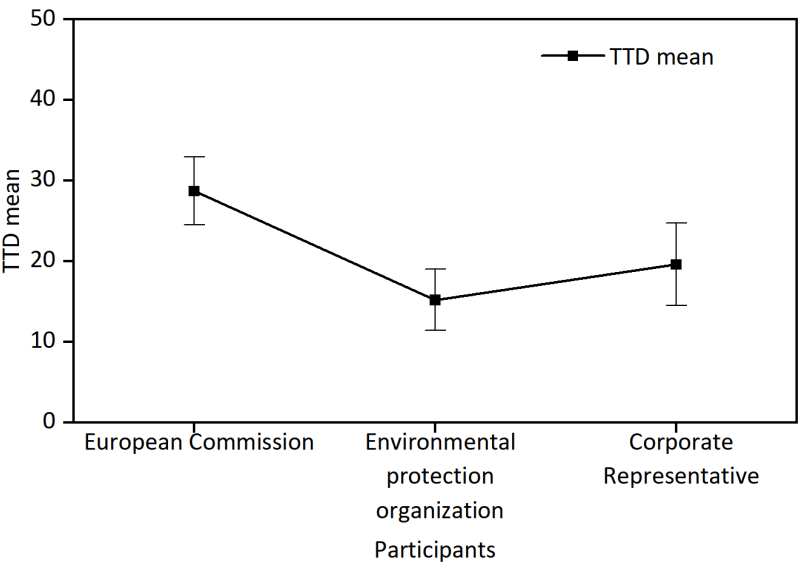 50
TTD mean
40
30
TTD mean
20
10
0
European Commission
Environmental
protection
organization
Corporate
Representative
Participants